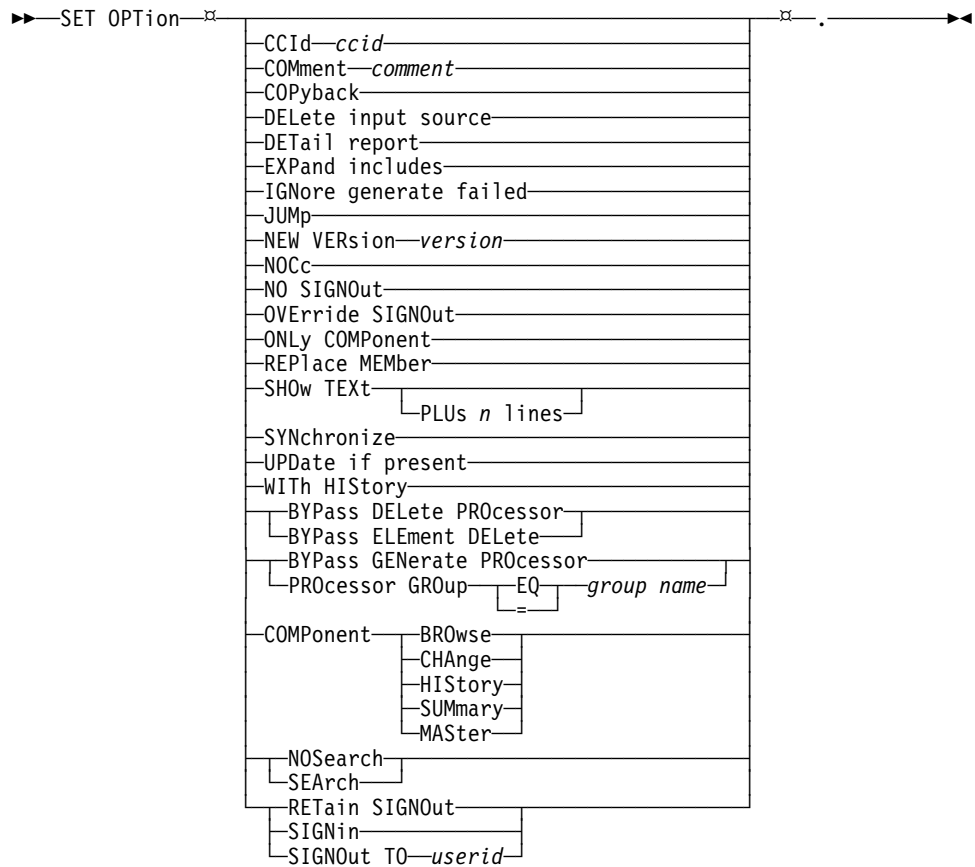 SET OPTion ¤ ¤ .
CCId ccid
COMment comment
COPyback
DELete input source
DETail report
EXPand includes
IGNore generate failed
JUMp
NEW VERsion version
NOCc
NO SIGNOut
OVErride SIGNOut
ONLy COMPonent
REPlace MEMber
SHOw TEXt
PLUs n lines
SYNchronize
UPDate if present
WITh HIStory
BYPass DELete PROcessor
BYPass ELEment DELete
BYPass GENerate PROcessor
PROcessor GROup EQ group name
=
COMPonent BROwse
CHAnge
HIStory
SUMmary
MASter
NOSearch
SEArch
RETain SIGNOut
SIGNin
SIGNOut TO userid